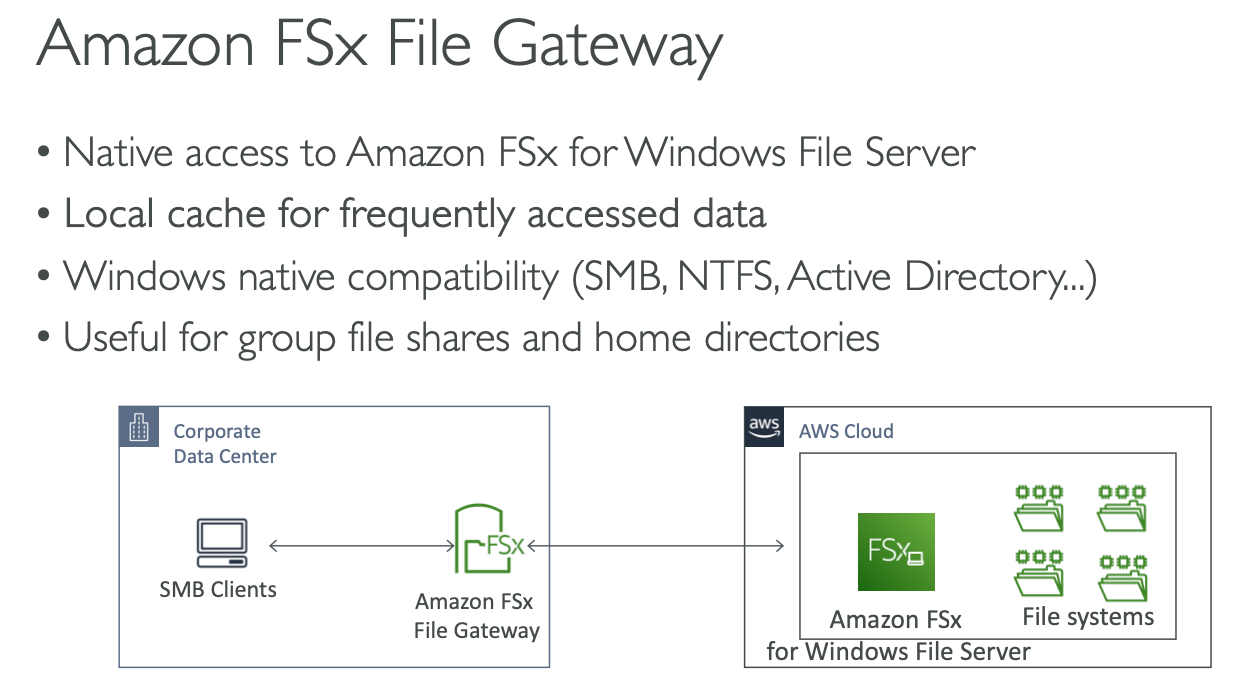 Amazon FSx File Gateway
• Native access to Amazon FSx for Windows File Server
• Local cache for frequently accessed data
• Windows native compatibility (SMB, NTFS, Active Directory...)
• Useful for group file shares and home directories
Corporate
Data Center
SMB Clients
FSx
Amazon FSx
File Gateway
aws
AWS Cloud
FSx
Amazon FSx
for Windows File Server
File systems